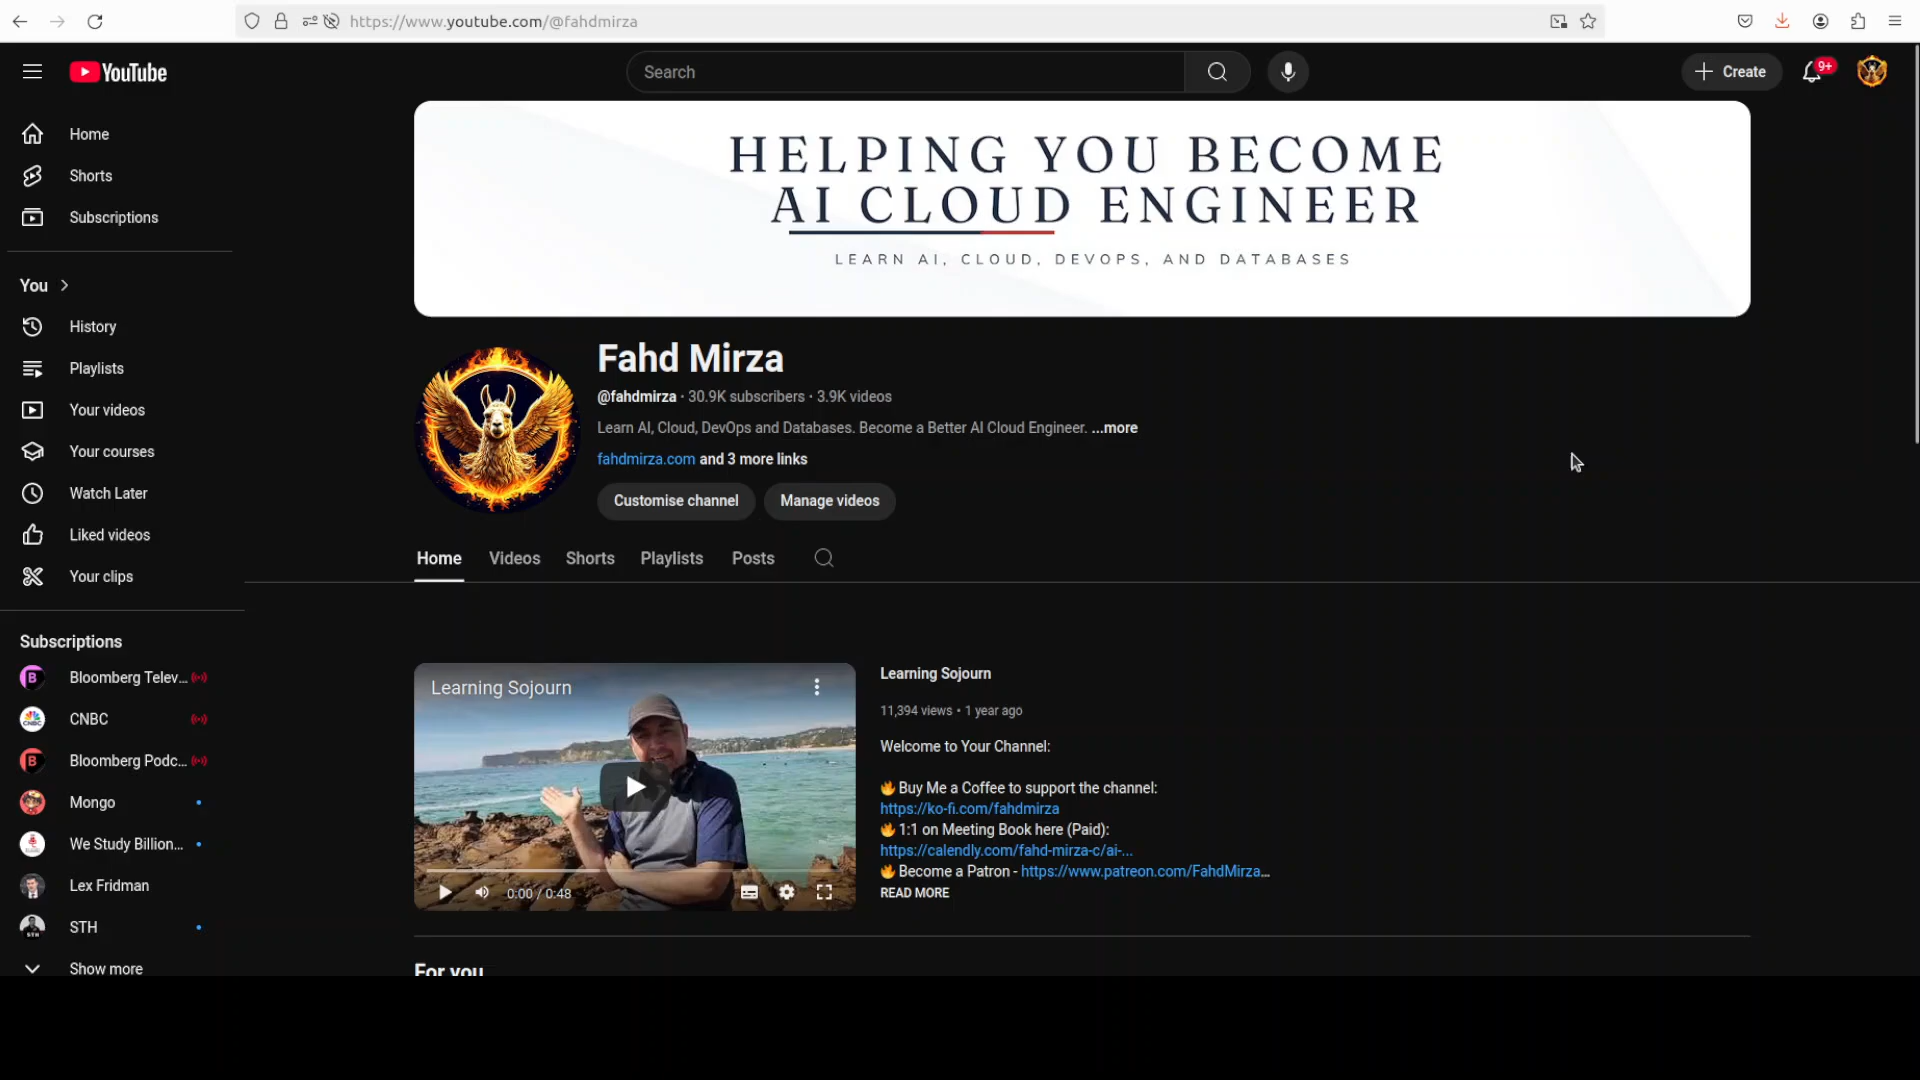 https://www.youtube.com/@fahdmirza
YouTube
Search
Create
9+
Home
Shorts
Subscriptions
You
History
Playlists
Your videos
Your courses
Watch Later
Liked videos
Your clips
Subscriptions
Bloomberg Telev...
CNBC
Bloomberg Podc...
Mongo
We Study Billion...
Lex Fridman
STH
Show more
HELPING YOU BECOME
AI CLOUD ENGINEER
LEARN AI, CLOUD, DEVOPS, AND DATABASES
Fahd Mirza
@fahdmirza · 30.9K subscribers · 3.9K videos
Learn AI, Cloud, DevOps and Databases. Become a Better AI Cloud Engineer. ...more
fahdmirza.com and 3 more links
Customise channel
Manage videos
Home Videos Shorts Playlists Posts
Learning Sojourn
0:00 / 0:48
Learning Sojourn
11,394 views • 1 year ago
Welcome to Your Channel:
🔥 Buy Me a Coffee to support the channel:
https://ko-fi.com/fahdmirza
🔥 1:1 on Meeting Book here (Paid):
https://calendly.com/fahd-mirza-c/ai-...
🔥 Become a Patron - https://www.patreon.com/FahdMirza...
READ MORE
For you